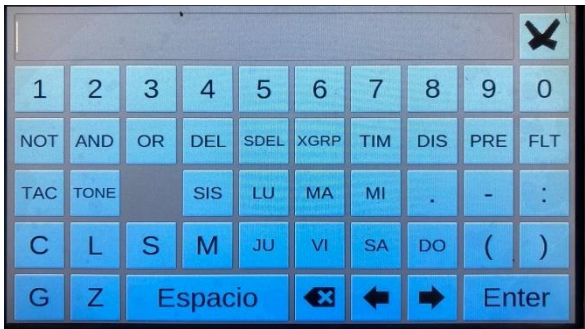 1 2 3 4 5 6 7 8 9 0
NOT AND OR DEL SDEL XGRP TIM DIS PRE FLT
TAC TONE SIS LU MA MI . - :
C L S M JU VI SA DO ( )
G Z Espacio Enter